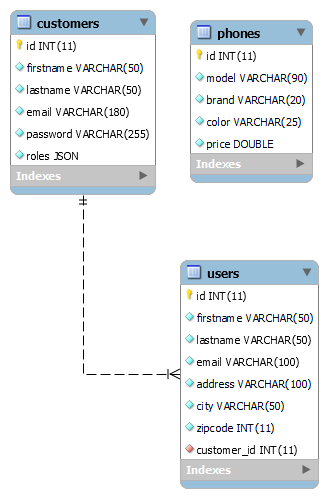 customers
id INT(11)
firstname VARCHAR(50)
lastname VARCHAR(50)
email VARCHAR(180)
password VARCHAR(255)
roles JSON
Indexes
phones
id INT(11)
model VARCHAR(90)
brand VARCHAR(20)
color VARCHAR(25)
price DOUBLE
Indexes
users
id INT(11)
firstname VARCHAR(50)
lastname VARCHAR(50)
email VARCHAR(100)
address VARCHAR(100)
city VARCHAR(50)
zipcode INT(11)
customer_id INT(11)
Indexes